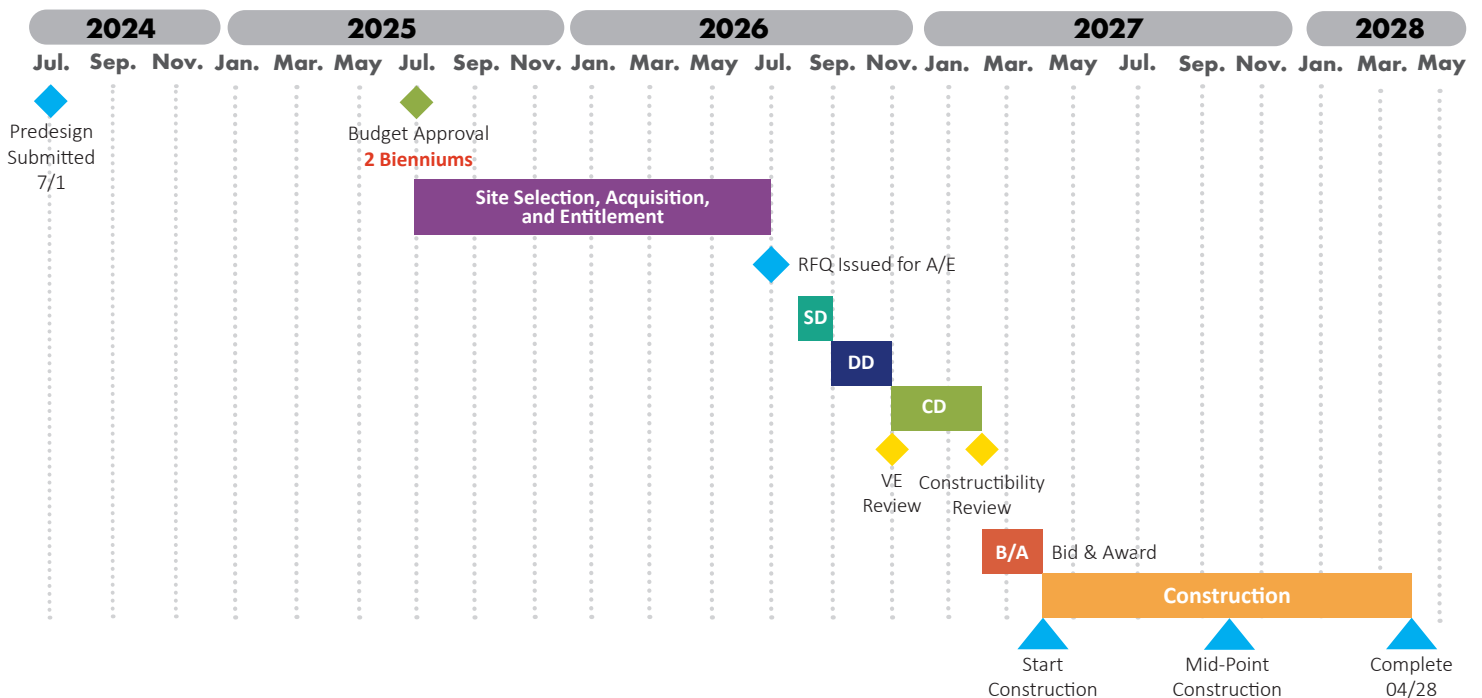 2024 2025 2026 2027 2028
Jul. Sep. Nov. Jan. Mar. May Jul. Sep. Nov. Jan. Mar. May Jul. Sep. Nov. Jan. Mar. May Jul. Sep. Nov. Jan. Mar. May
Predesign
Submitted
7/1
Budget Approval
2 Bienniums
Site Selection, Acquisition,
and Entitlement
RFQ Issued for A/E
SD
DD
CD
VE
Review
Constructibility
Review
B/A
Bid & Award
Construction
Start
Construction
Mid-Point
Construction
Complete
04/28